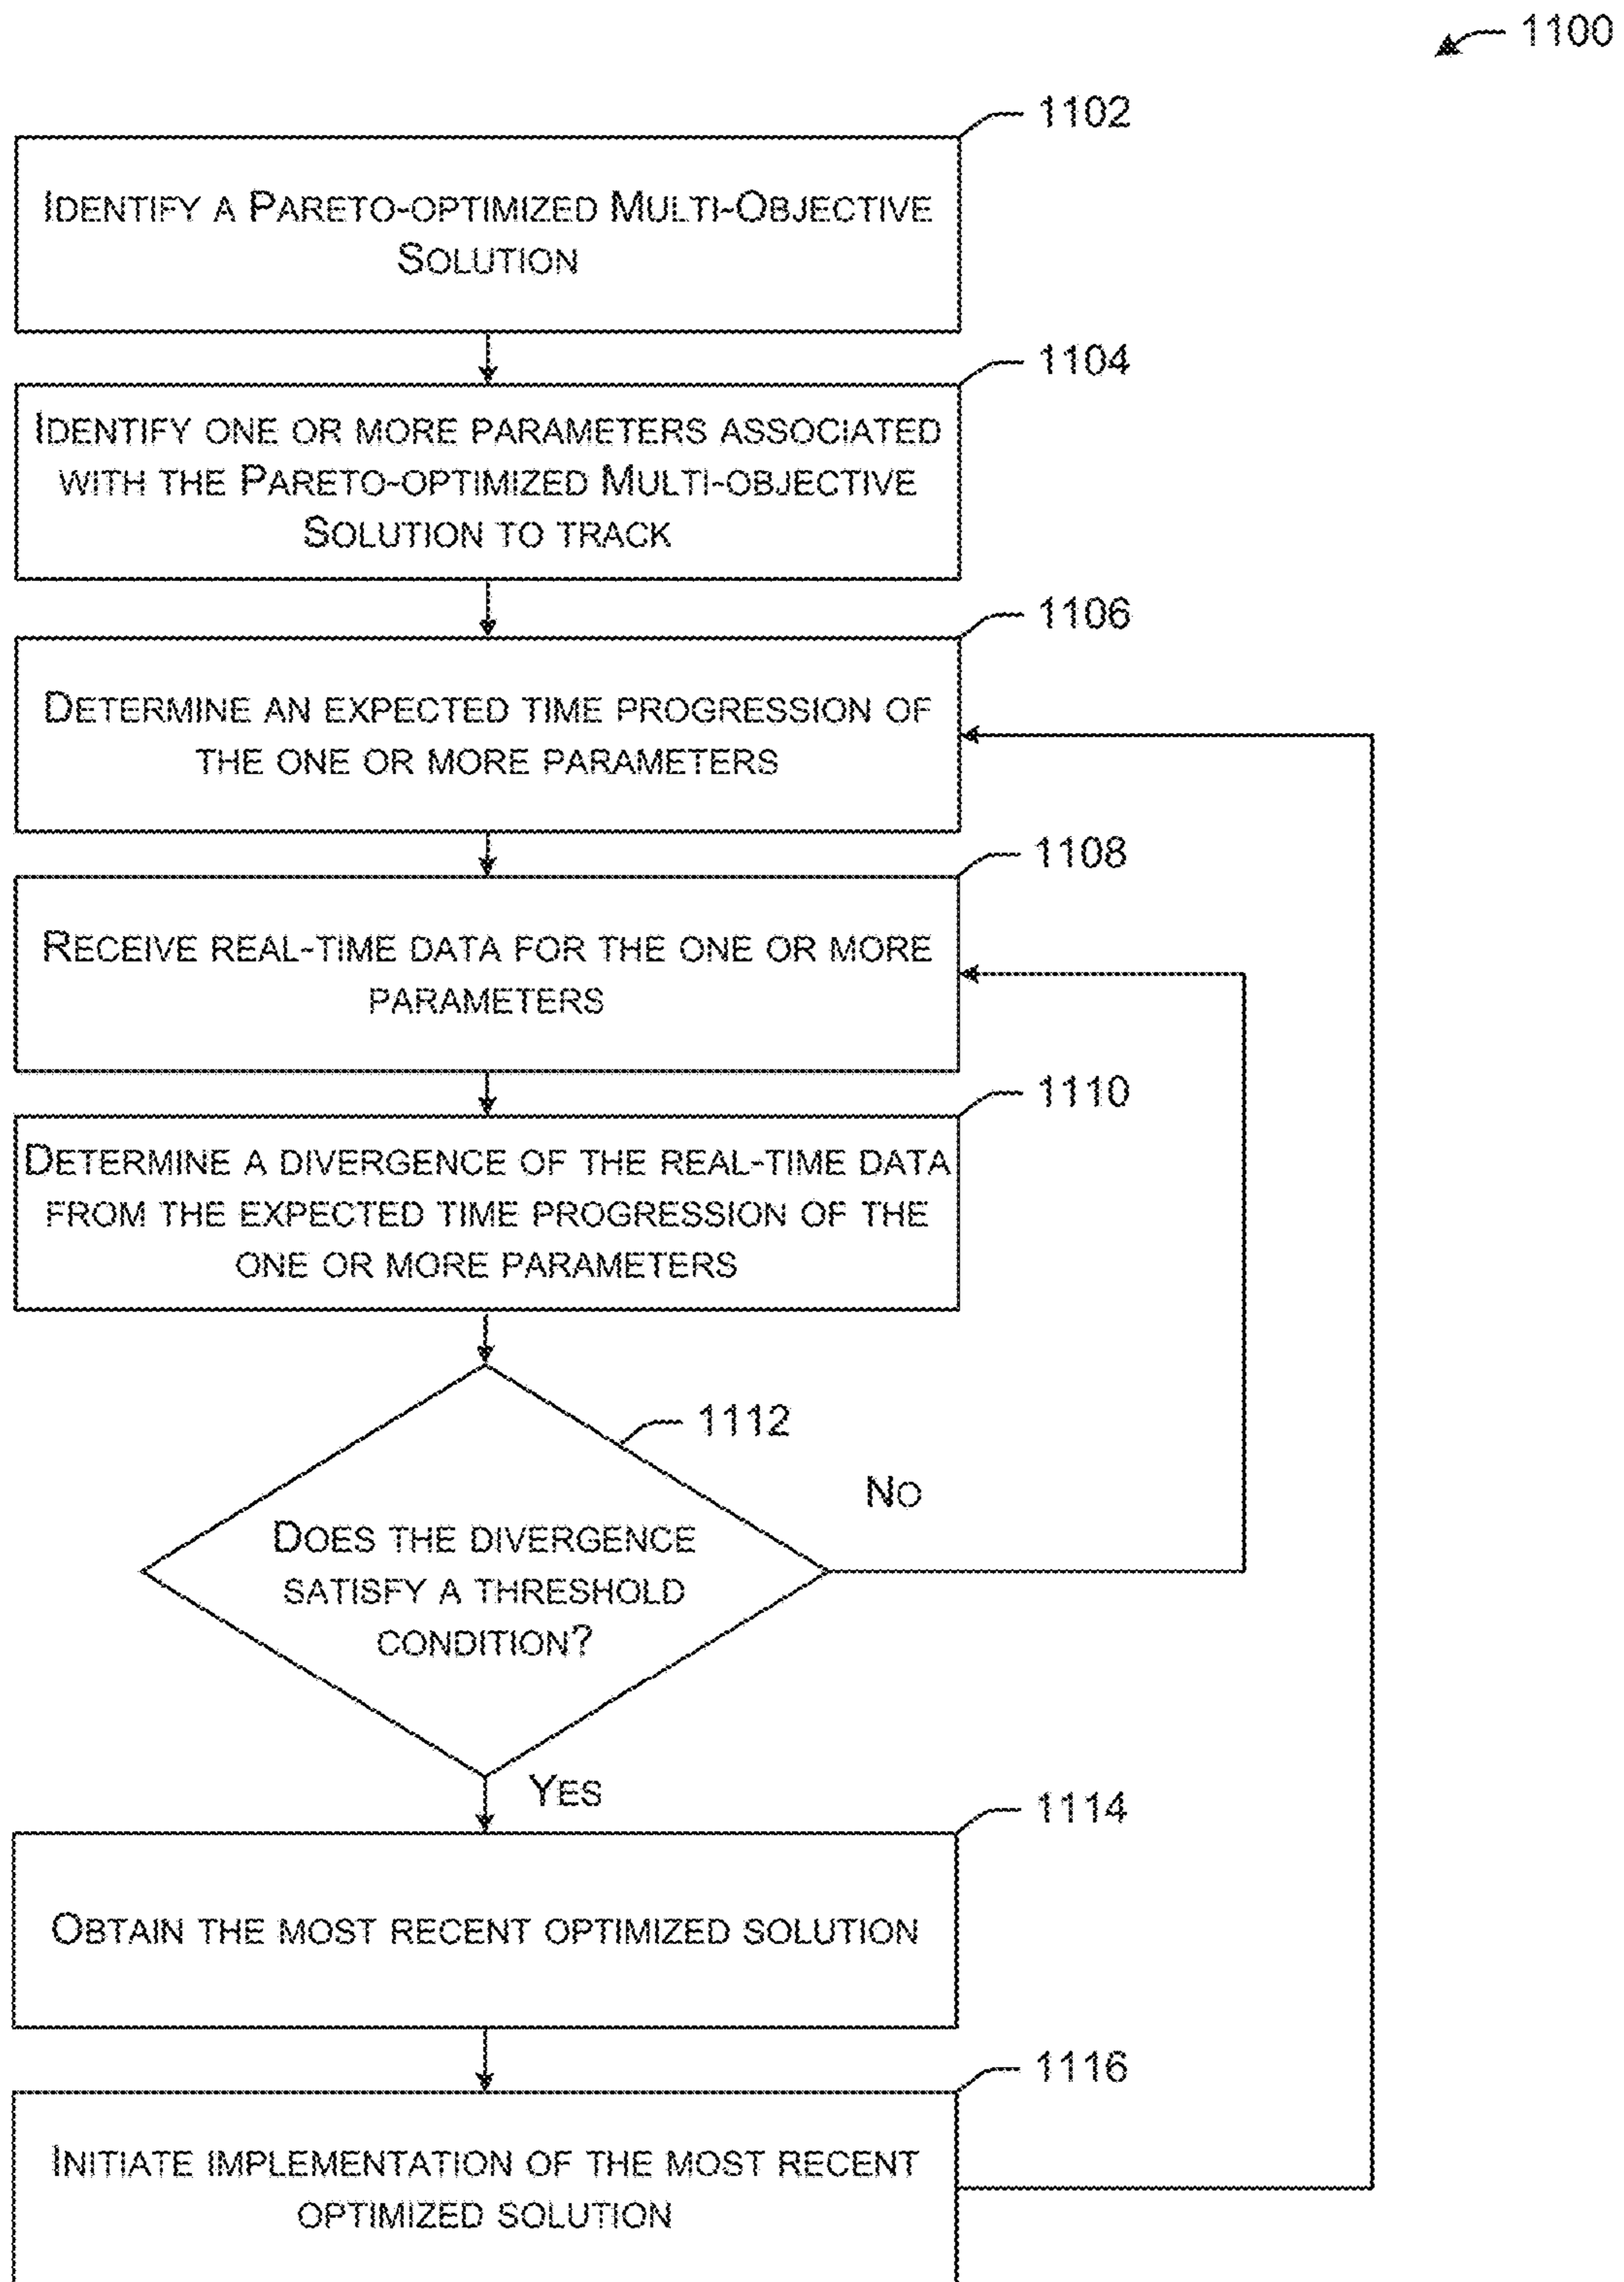 1100
1102
IDENTIFY A PARETO-OPTIMIZED MULTI-OBJECTIVE
SOLUTION
1104
IDENTIFY ONE OR MORE PARAMETERS ASSOCIATED
WITH THE PARETO-OPTIMIZED MULTI-OBJECTIVE
SOLUTION TO TRACK
1106
DETERMINE AN EXPECTED TIME PROGRESSION OF
THE ONE OR MORE PARAMETERS
1108
RECEIVE REAL-TIME DATA FOR THE ONE OR MORE
PARAMETERS
1110
DETERMINE A DIVERGENCE OF THE REAL-TIME DATA
FROM THE EXPECTED TIME PROGRESSION OF THE
ONE OR MORE PARAMETERS
1112
NO
DOES THE DIVERGENCE
SATISFY A THRESHOLD
CONDITION?
YES
1114
OBTAIN THE MOST RECENT OPTIMIZED SOLUTION
1116
INITIATE IMPLEMENTATION OF THE MOST RECENT
OPTIMIZED SOLUTION